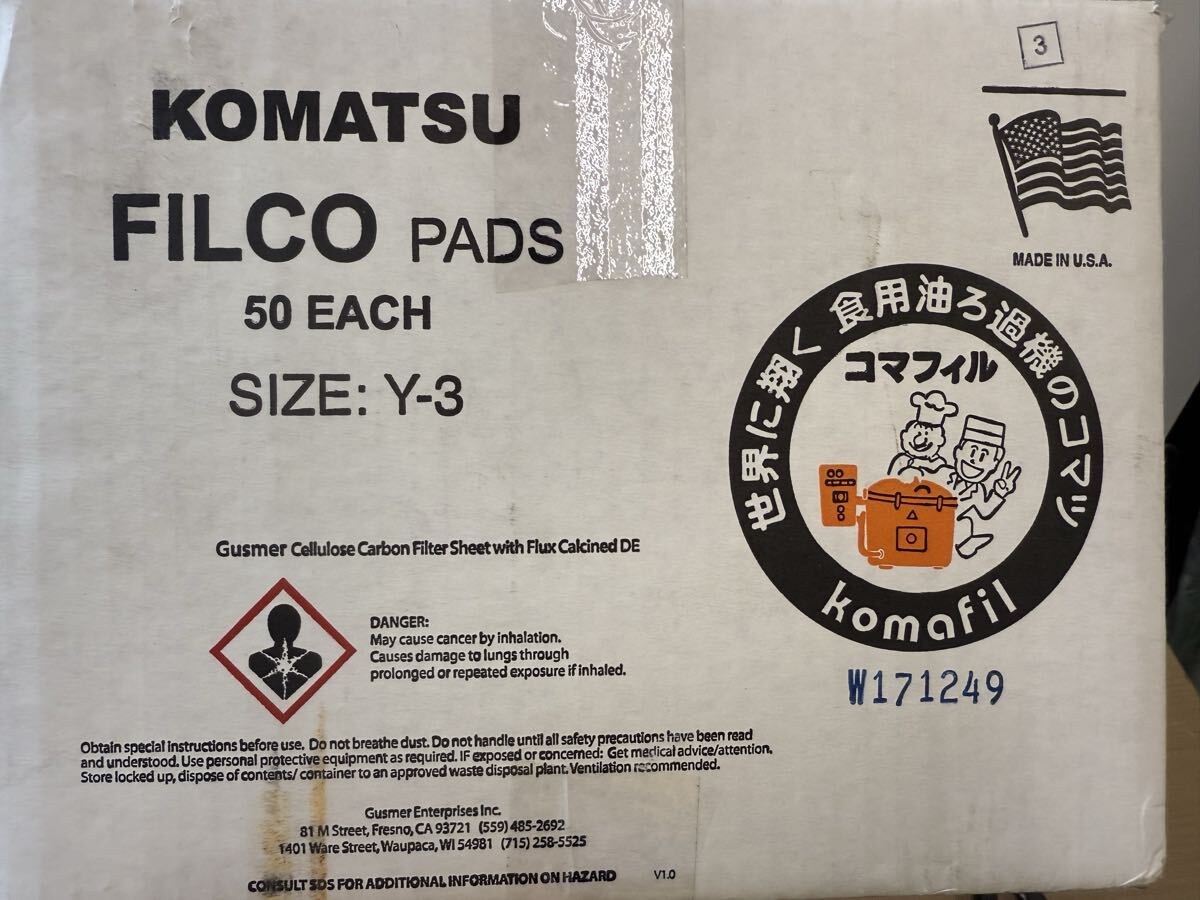 3
KOMATSU
FILCO PADS
50 EACH
SIZE: Y-3
MADE IN U.S.A.
世界に翔く 食用油ろ過機のコマツ
コマフィル
komafil
W171249
Gusmer Cellulose Carbon Filter Sheet with Flux Calcined DE
DANGER:
May cause cancer by inhalation.
Causes damage to lungs through
prolonged or repeated exposure if inhaled.
Obtain special instructions before use. Do not breathe dust. Do not handle until all safety precautions have been read
and understood. Use personal protective equipment as required. IF exposed or concerned: Get medical advice/attention.
Store locked up, dispose of contents/ container to an approved waste disposal plant. Ventilation recommended.
Gusmer Enterprises Inc.
81 M Street, Fresno, CA 93721 (559) 485-2692
1401 Ware Street, Waupaca, WI 54981 (715) 258-5525
CONSULT SDS FOR ADDITIONAL INFORMATION ON HAZARD V1.0